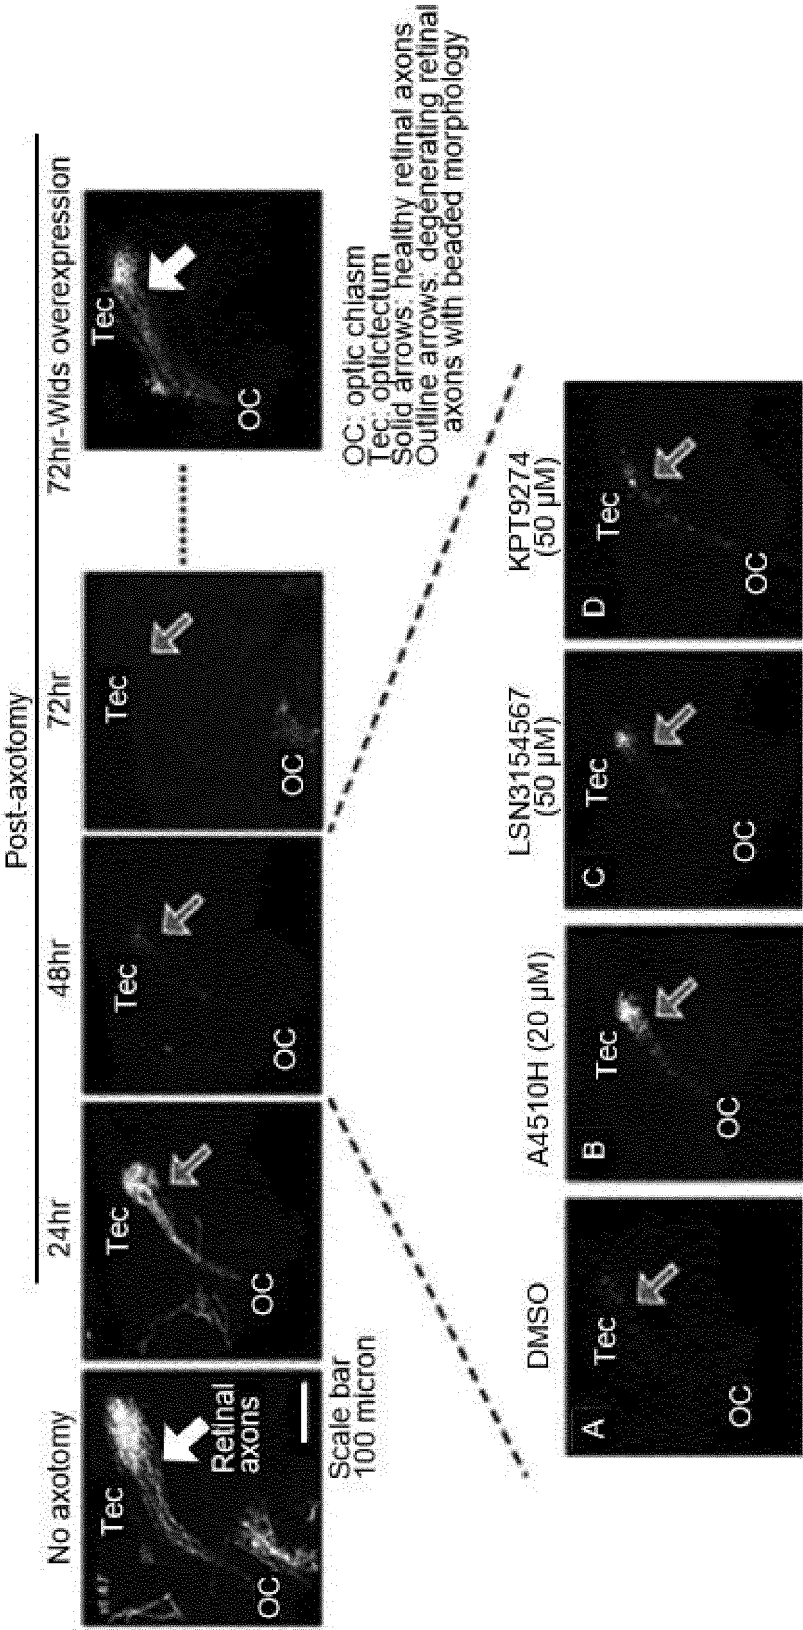 Post-axotomy
No axotomy
24hr
48hr
72hr
72hr-Wlds overexpression
Tec
Retinal
axons
OC
Tec
OC
Tec
OC
Tec
OC
Tec
OC
Scale bar
100 micron
OC: optic chiasm
Tec: optictectum
Solid arrows: healthy retinal axons
Outline arrows: degenerating retinal
axons with beaded morphology
DMSO
A4510H (20 µM)
LSN3154567
(50 µM)
KPT9274
(50 µM)
A
Tec
OC
B
Tec
OC
C
Tec
OC
D
Tec
OC